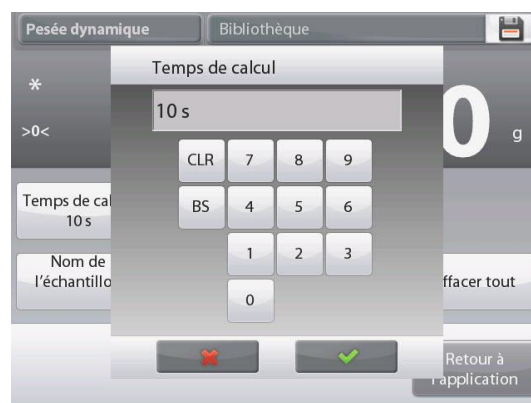 Pesée dynamique
Bibliothèque
*
>0<
0
g
Temps de calcul
10 s
CLR 7 8 9
BS 4 5 6
1 2 3
0
Temps de cal
10 s
Nom de
l'échantillo
ffacer tout
Retour à
l'application